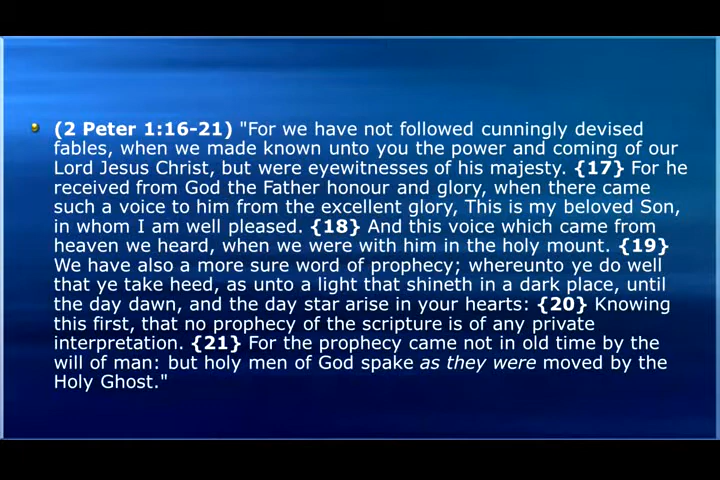 (2 Peter 1:16-21) "For we have not followed cunningly devised
fables, when we made known unto you the power and coming of our
Lord Jesus Christ, but were eyewitnesses of his majesty. {17} For he
received from God the Father honour and glory, when there came
such a voice to him from the excellent glory, This is my beloved Son,
in whom I am well pleased. {18} And this voice which came from
heaven we heard, when we were with him in the holy mount. {19}
We have also a more sure word of prophecy; whereunto ye do well
that ye take heed, as unto a light that shineth in a dark place, until
the day dawn, and the day star arise in your hearts: {20} Knowing
this first, that no prophecy of the scripture is of any private
interpretation. {21} For the prophecy came not in old time by the
will of man: but holy men of God spake as they were moved by the
Holy Ghost."